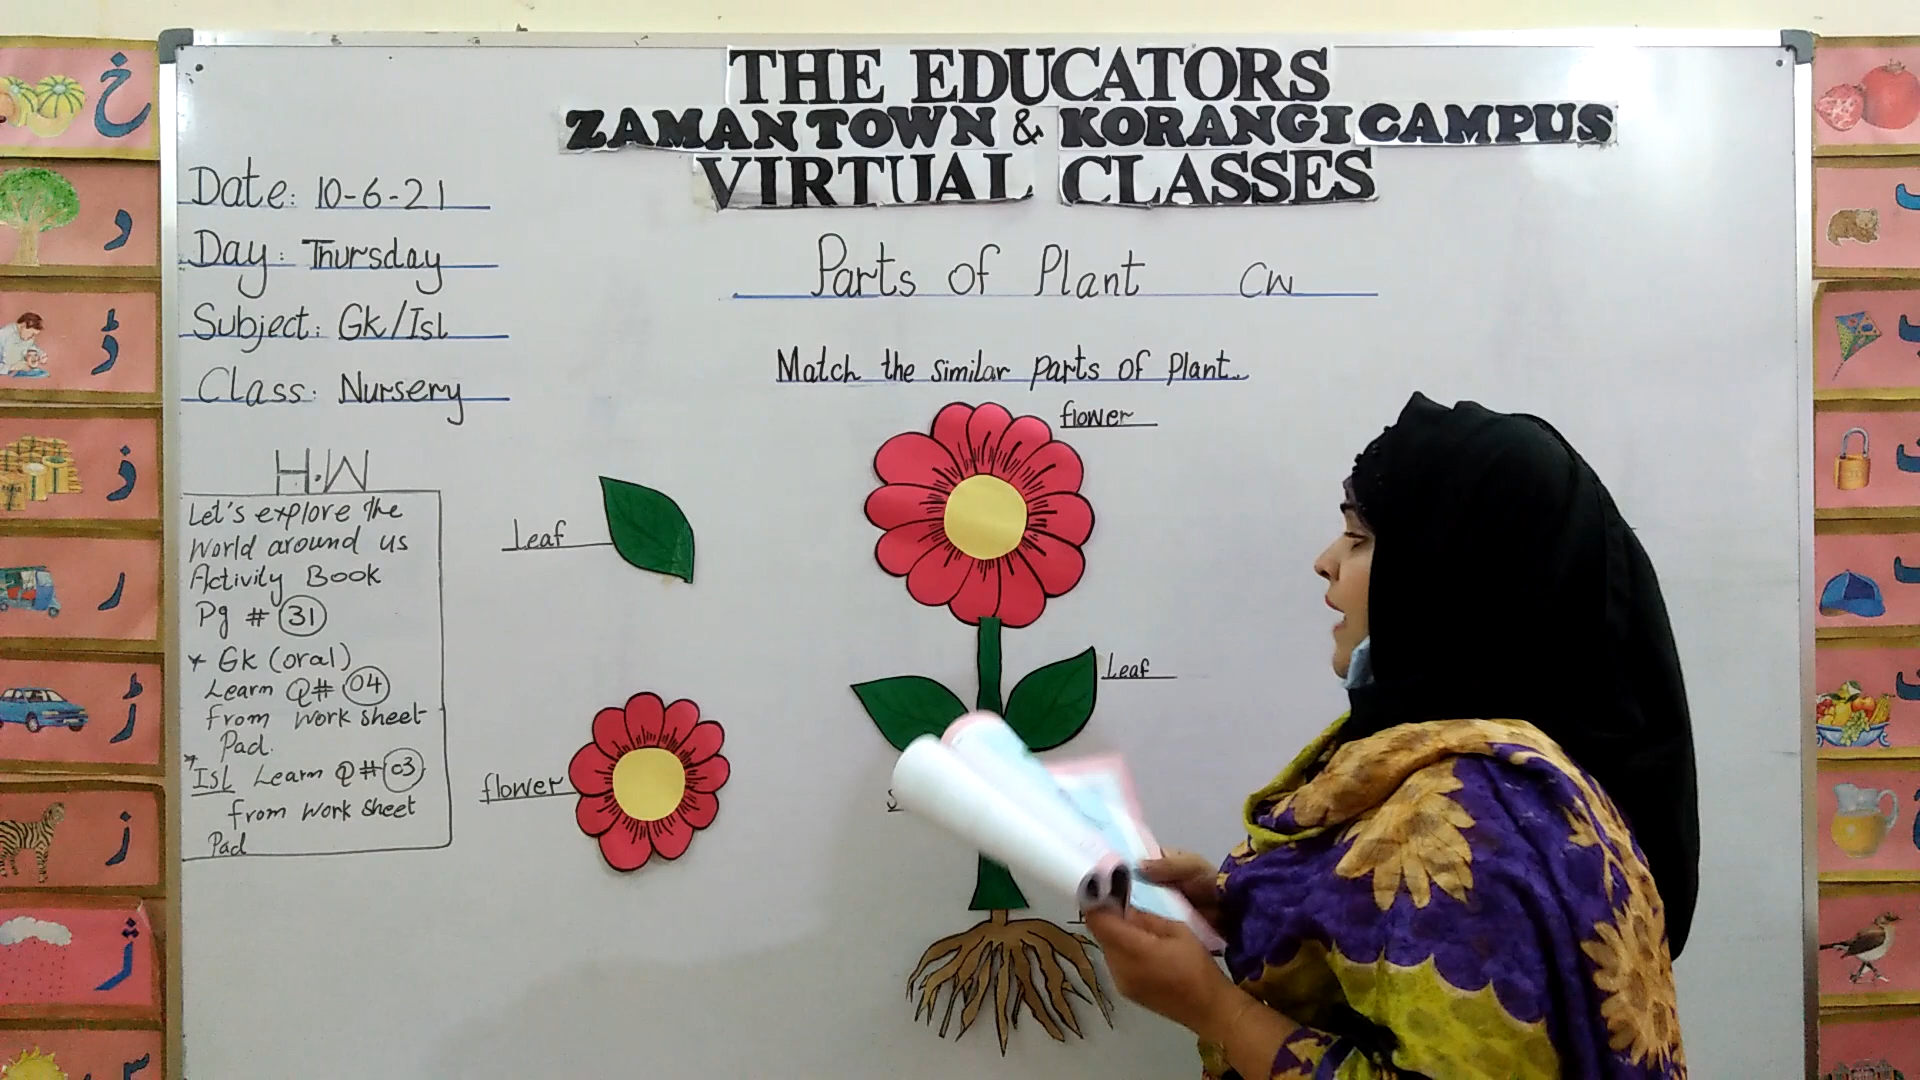 THE EDUCATORS
ZAMAN TOWN & KORANGI CAMPUS
VIRTUAL CLASSES
Date: 10-6-21
Day: Thursday
Subject: Gk/Isl
Class: Nursery
Parts of Plant CW
Match the similar parts of Plant.
H.W
Let's explore the
World around us
Activity Book
Pg # 31
* Gk (oral)
Learn Q# 04
from work sheet
Pad.
* Isl Learn Q# 03
from work sheet
Pad
flower
Leaf
Leaf
flower
خ
د
ڈ
ذ
ر
ڑ
ز
ژ